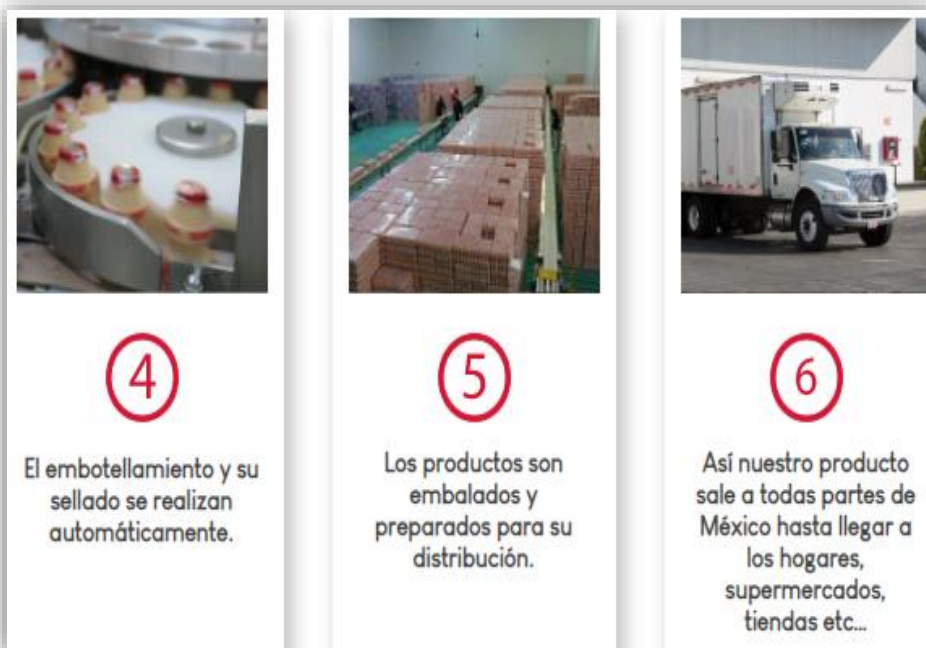 4
El embotellamiento y su
sellado se realizan
automáticamente.
5
Los productos son
embalados y
preparados para su
distribución.
6
Así nuestro producto
sale a todas partes de
México hasta llegar a
los hogares,
supermercados,
tiendas etc...